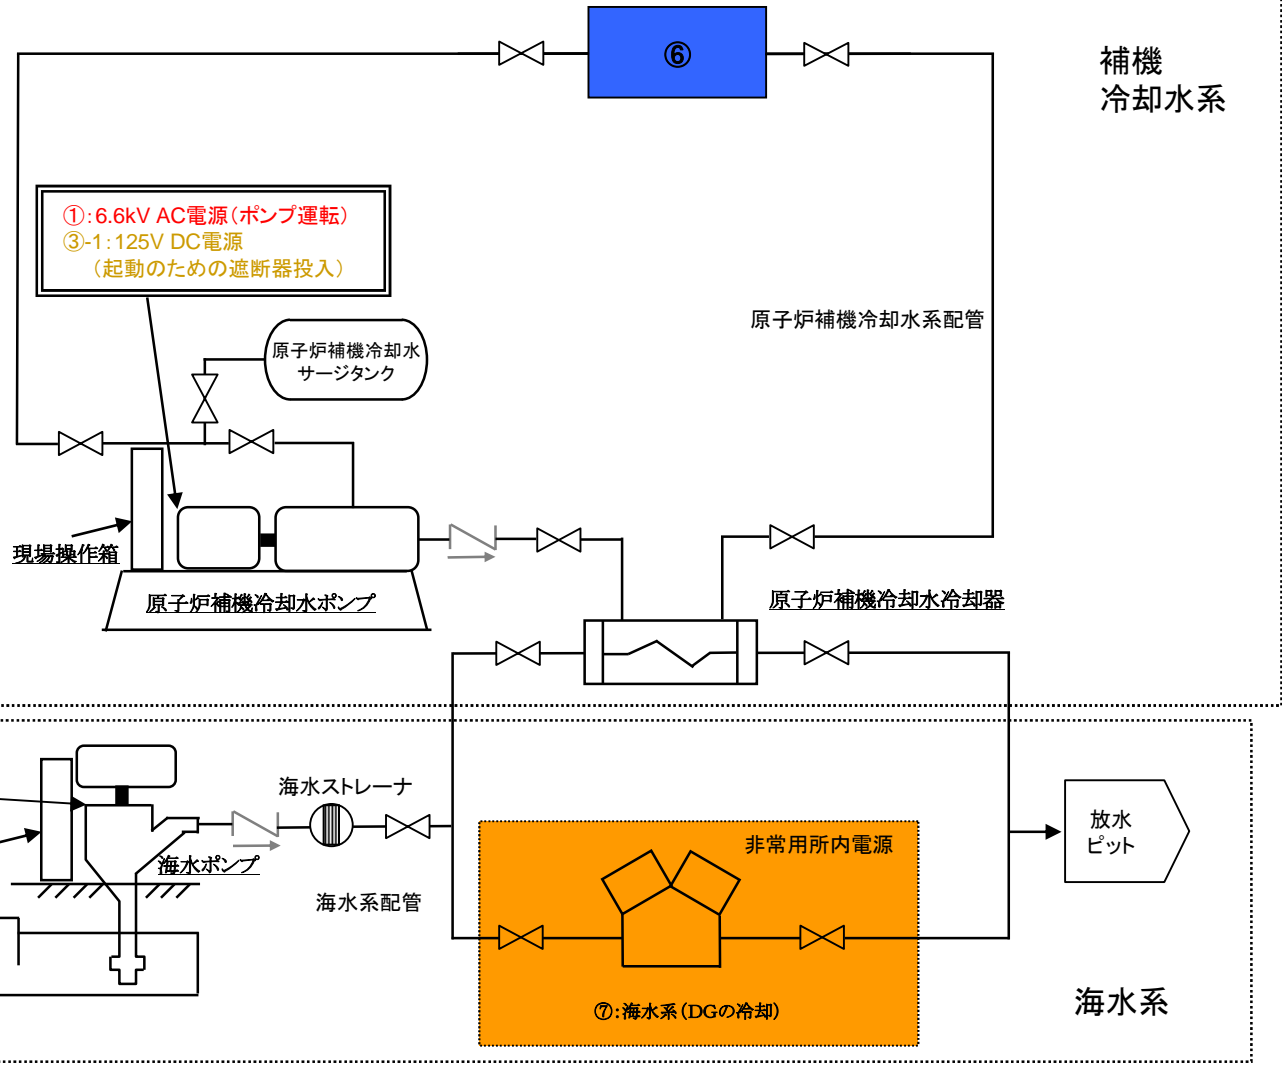 ⑥
補機
冷却水系
①:6.6kV AC電源(ポンプ運転)
③-1:125V DC電源
(起動のための遮断器投入)
原子炉補機冷却水系配管
原子炉補機冷却水
サージタンク
現場操作箱
原子炉補機冷却水ポンプ
原子炉補機冷却水冷却器
海水ストレーナ
放水
ピット
非常用所内電源
海水ポンプ
海水系配管
⑦:海水系(DGの冷却)
海水系